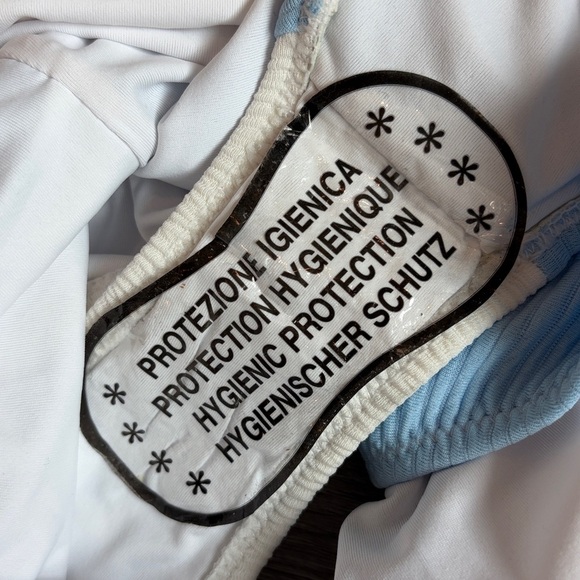 ****
PROTEZIONE IGIENICA
PROTECTION HYGIENIQUE
HYGIENIC PROTECTION
HYGIENISCHER SCHUTZ
****